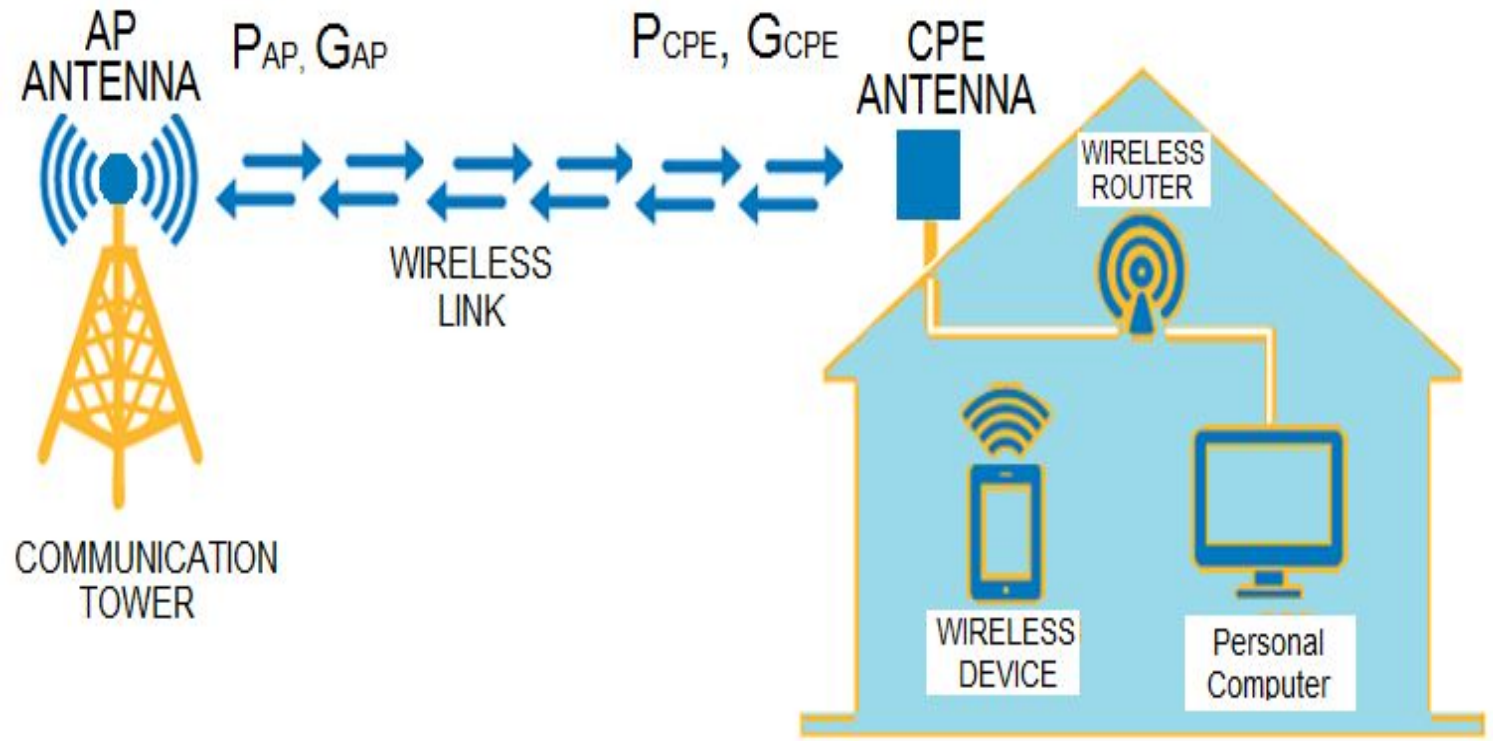 AP
ANTENNA
PAP, GAP
PCPE, GCPE
CPE
ANTENNA
WIRELESS
ROUTER
WIRELESS
LINK
COMMUNICATION
TOWER
WIRELESS
DEVICE
Personal
Computer